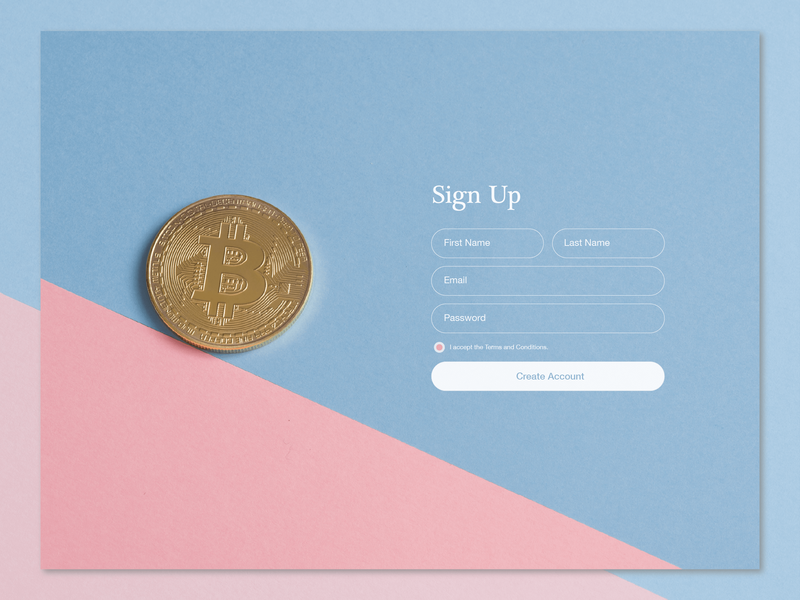 Sign Up
First Name Last Name
Email
Password
I accept the Terms and Conditions.
Create Account